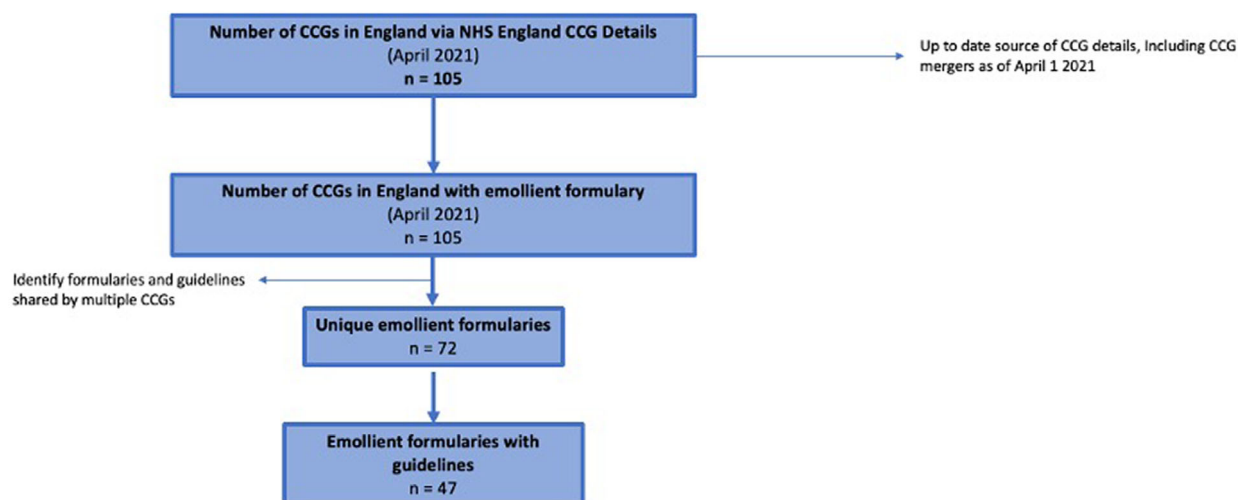 Number of CCGs in England via NHS England CCG Details
(April 2021)
n = 105
Up to date source of CCG details, Including CCG
mergers as of April 1 2021
Number of CCGs in England with emollient formulary
(April 2021)
n = 105
Identify formularies and guidelines
shared by multiple CCGs
Unique emollient formularies
n = 72
Emollient formularies with
guidelines
n = 47